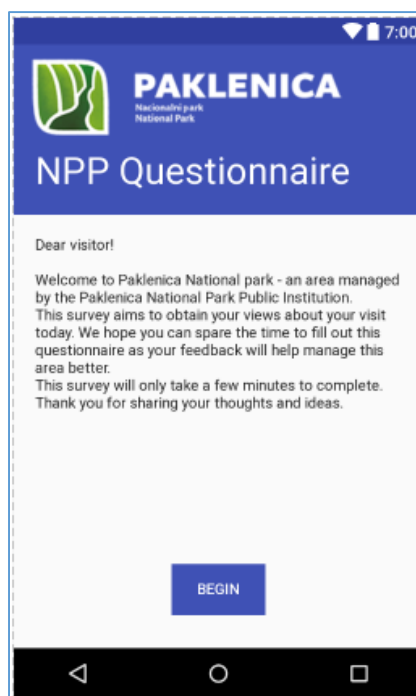 7:00
PAKLENICA
Nacionalni park
National Park
NPP Questionnaire
Dear visitor!
Welcome to Paklenica National park - an area managed
by the Paklenica National Park Public Institution.
This survey aims to obtain your views about your visit
today. We hope you can spare the time to fill out this
questionnaire as your feedback will help manage this
area better.
This survey will only take a few minutes to complete.
Thank you for sharing your thoughts and ideas.
BEGIN